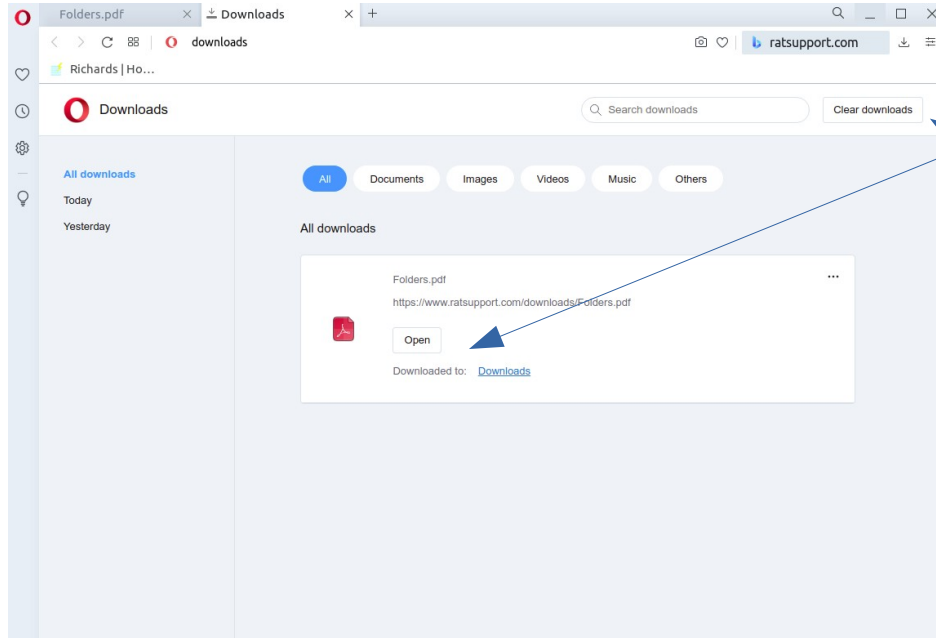 Folders.pdf Downloads
downloads ratsupport.com
Richards | Ho...
Downloads Search downloads Clear downloads
All downloads
Today
Yesterday
All Documents Images Videos Music Others
All downloads
Folders.pdf
https://www.ratsupport.com/downloads/Folders.pdf
Open
Downloaded to: Downloads